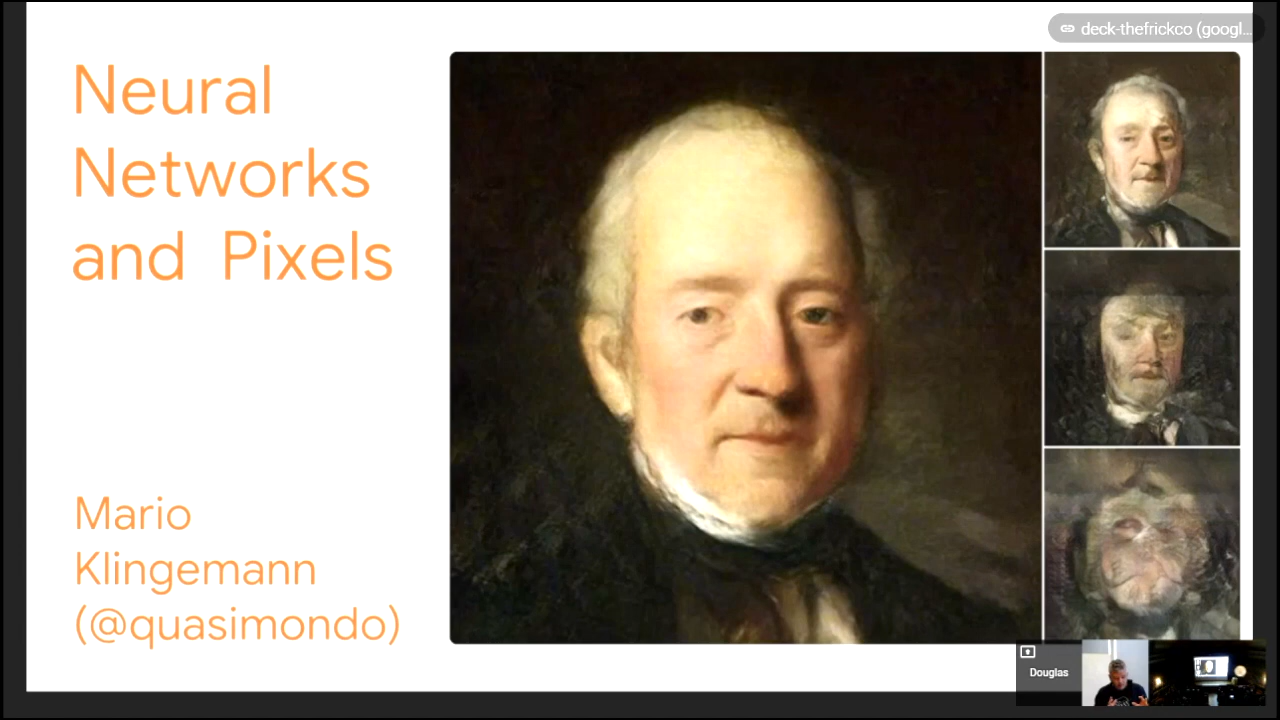 deck-thefrickco (googl...
Neural
Networks
and Pixels
Mario
Klingemann
(@quasimondo)
Douglas